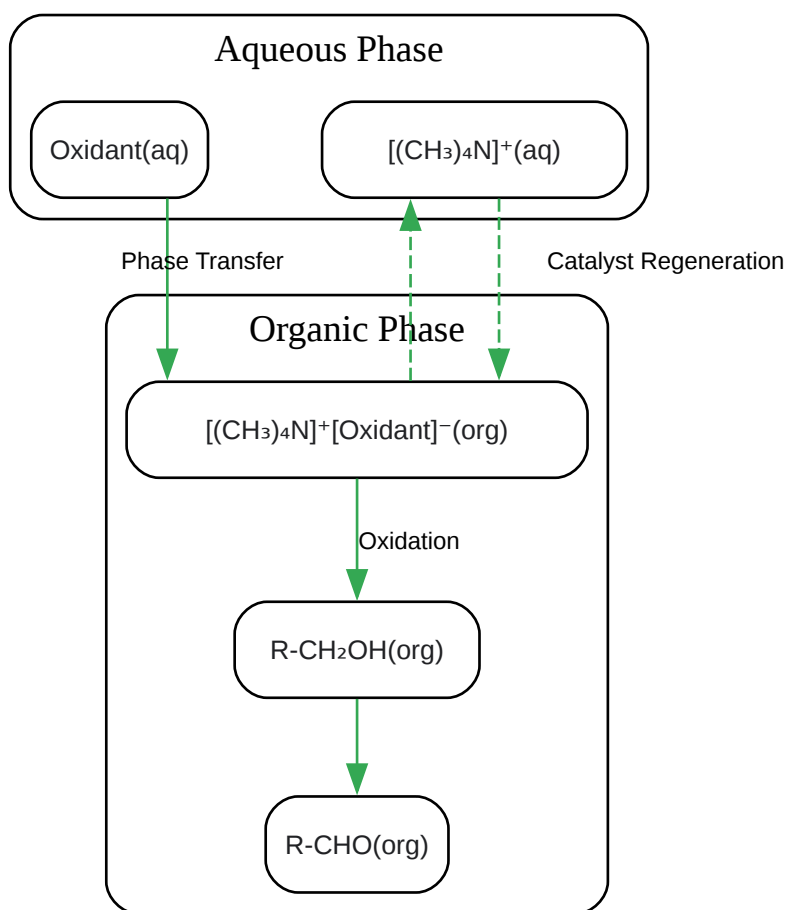 Aqueous Phase
Oxidant(aq)
[(CH₃)₄N]⁺(aq)
Phase Transfer
Catalyst Regeneration
Organic Phase
[(CH₃)₄N]⁺[Oxidant]⁻(org)
Oxidation
R-CH₂OH(org)
R-CHO(org)